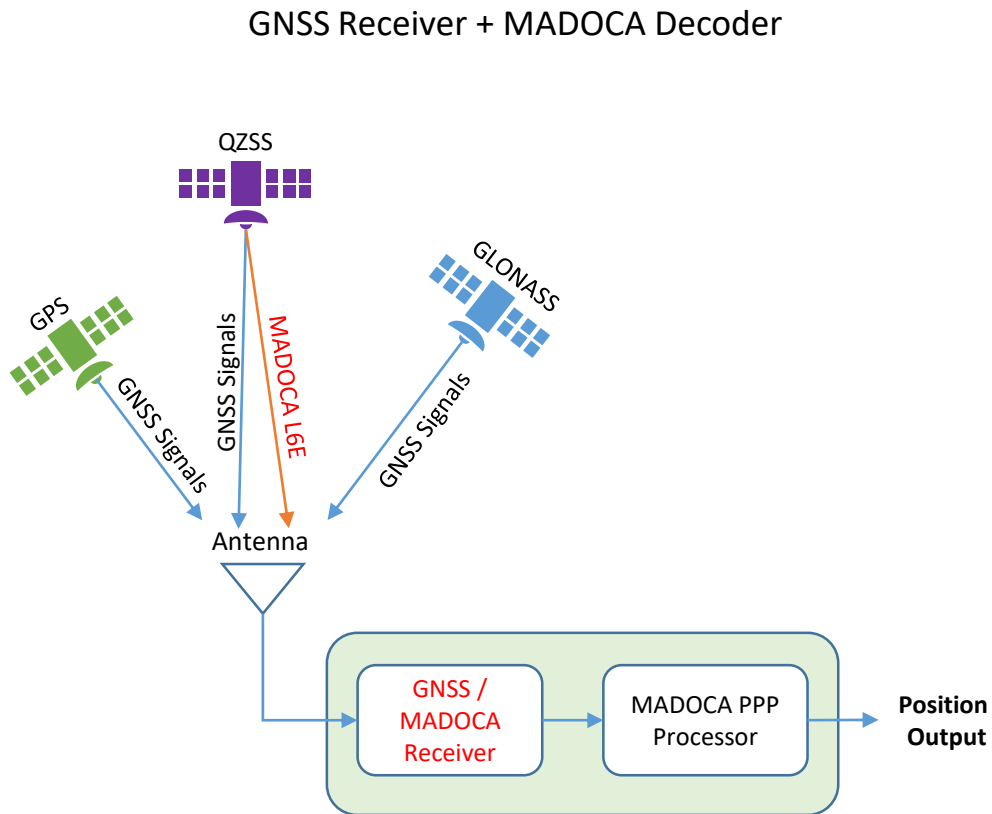 GNSS Receiver + MADOCA Decoder
QZSS
GLONASS
GPS
GNSS Signals
GNSS Signals
MADOCA L6E
GNSS Signals
Antenna
GNSS /
MADOCA
Receiver
MADOCA PPP
Processor
Position
Output